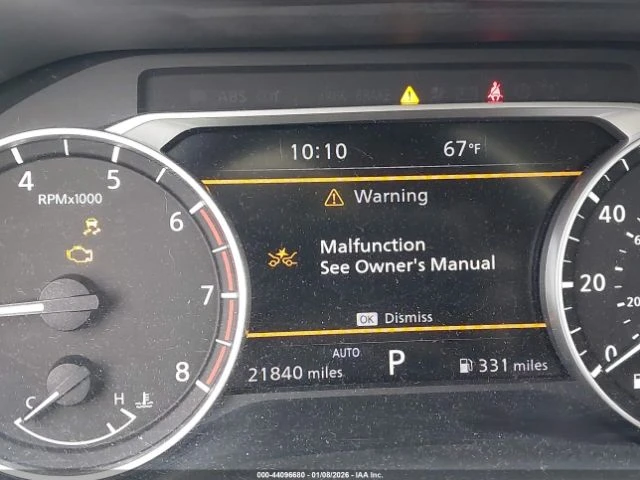 ABS
10:10 67°F
4 5 6 7 8
RPMx1000
Warning
Malfunction
See Owner's Manual
OK Dismiss
AUTO
21840 miles P 331 miles
C H
40
20
0
000-44096680 - 01/08/2026 - IAA Inc.